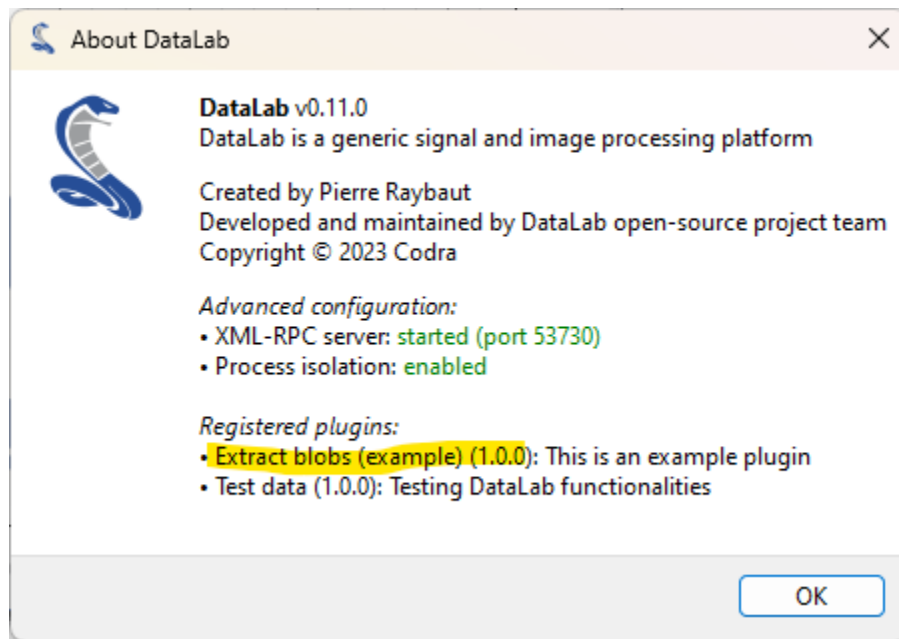 About DataLab
DataLab v0.11.0
DataLab is a generic signal and image processing platform
Created by Pierre Raybaut
Developed and maintained by DataLab open-source project team
Copyright © 2023 Codra
Advanced configuration:
• XML-RPC server: started (port 53730)
• Process isolation: enabled
Registered plugins:
• Extract blobs (example) (1.0.0): This is an example plugin
• Test data (1.0.0): Testing DataLab functionalities
OK